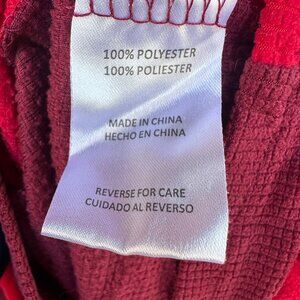 100% POLYESTER
100% POLIESTER
MADE IN CHINA
HECHO EN CHINA
REVERSE FOR CARE
CUIDADO AL REVERSO